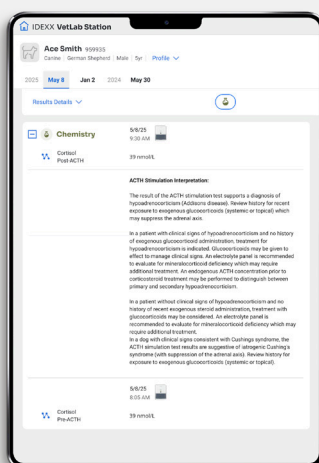 IDEXX VetLab Station
Ace Smith 959935
Canine German Shepherd Male 5yr Profile
2025 May 8 Jan 2 2024 May 30
Results Details
Chemistry
5/8/25
9:30 AM
Cortisol
Post-ACTH
39 nmol/L
ACTH Stimulation Interpretation:
The result of the ACTH stimulation test supports a diagnosis of
hypoadrenocorticism (Addisons disease). Review history for recent
exposure to exogenous glucocorticoids (systemic or topical) which
may suppress the adrenal axis.
In a patient with clinical signs of hypoadrenocorticism and no history
of exogenous glucocorticoid administration, treatment for
hypoadrenocorticism is indicated. Glucocorticoids may be given to
effect to manage clinical signs. An electrolyte panel is recommended
to evaluate for mineralocorticoid deficiency which may require
additional treatment. An endogenous ACTH concentration prior to
corticosteroid treatment may be performed to distinguish between
primary and secondary hypoadrenocorticism.
In a patient without clinical signs of hypoadrenocorticism and no
history of recent exogenous steroid administration, treatment with
glucocorticoids may be considered. An electrolyte panel is
recommended to evaluate for mineralocorticoid deficiency which may
require additional treatment.
In a dog with clinical signs consistent with Cushings syndrome, the
ACTH stimulation test results are suggestive of iatrogenic Cushing's
syndrome (with suppression of the adrenal axis). Review history for
exposure to exogenous glucocorticoids (systemic or topical).
5/8/25
8:05 AM
Cortisol
Pre-ACTH
39 nmol/L